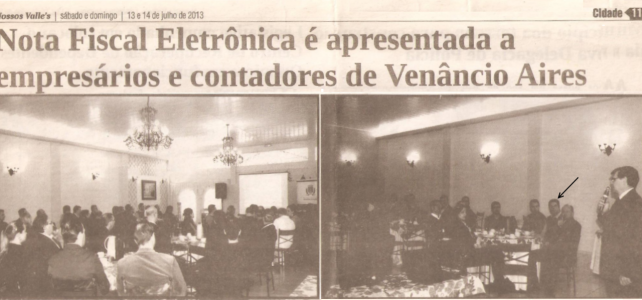 Nossos Valle's | sábado e domingo | 13 e 14 de julho de 2013
Cidade 11
Nota Fiscal Eletrônica é apresentada a
empresários e contadores de Venâncio Aires